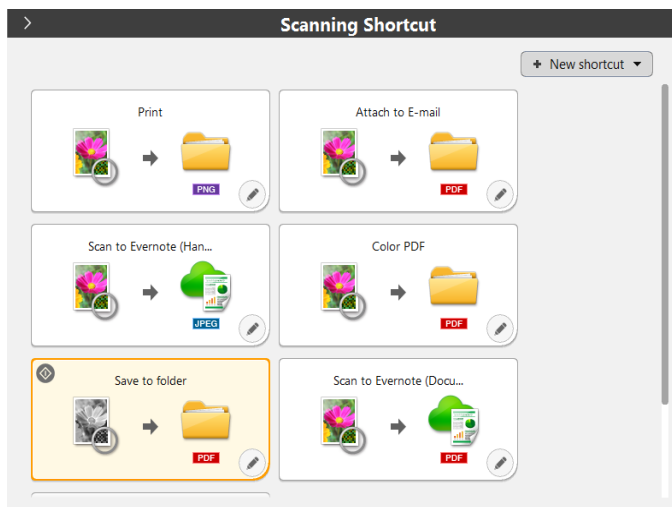 Scanning Shortcut
+ New shortcut
Print
PNG
Attach to E-mail
PDF
Scan to Evernote (Han...
JPEG
Color PDF
PDF
Save to folder
PDF
Scan to Evernote (Docu...
PDF